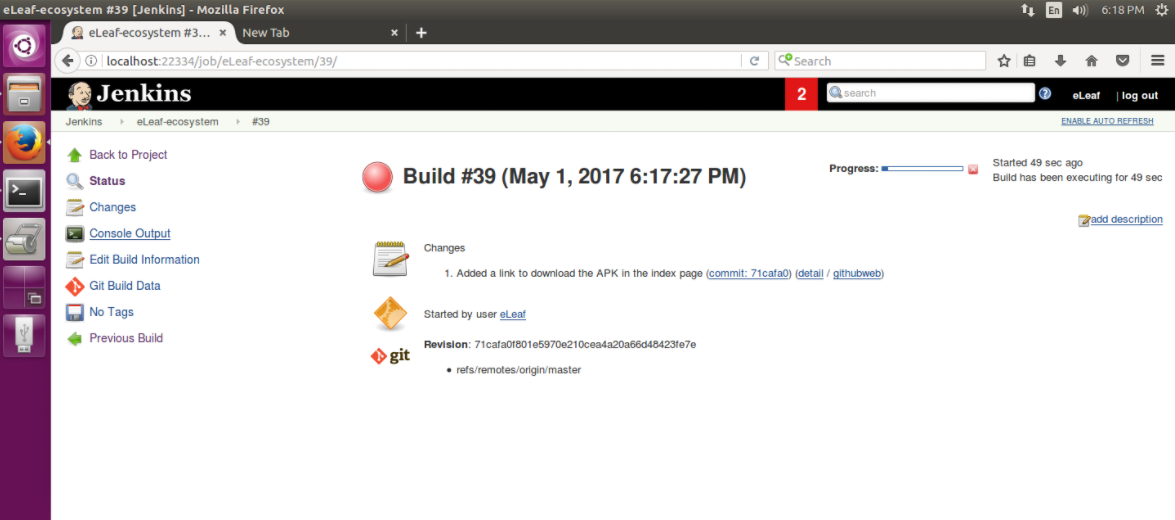 eLeaf-ecosystem #39 [Jenkins] - Mozilla Firefox
En
6:18 PM
eLeaf-ecosystem #3... ×
New Tab ×
+
localhost:22334/job/eLeaf-ecosystem/39/
Search
Jenkins
2
search
eLeaf
| log out
Jenkins
eLeaf-ecosystem
#39
ENABLE AUTO REFRESH
Back to Project
Status
Changes
Console Output
Edit Build Information
Git Build Data
No Tags
Previous Build
Build #39 (May 1, 2017 6:17:27 PM)
Progress:
Started 49 sec ago
Build has been executing for 49 sec
add description
Changes
1. Added a link to download the APK in the index page (commit: 71cafa0) (detail / githubweb)
Started by user eLeaf
git
Revision: 71cafa0f801e5970e210cea4a20a66d48423fe7e
• refs/remotes/origin/master